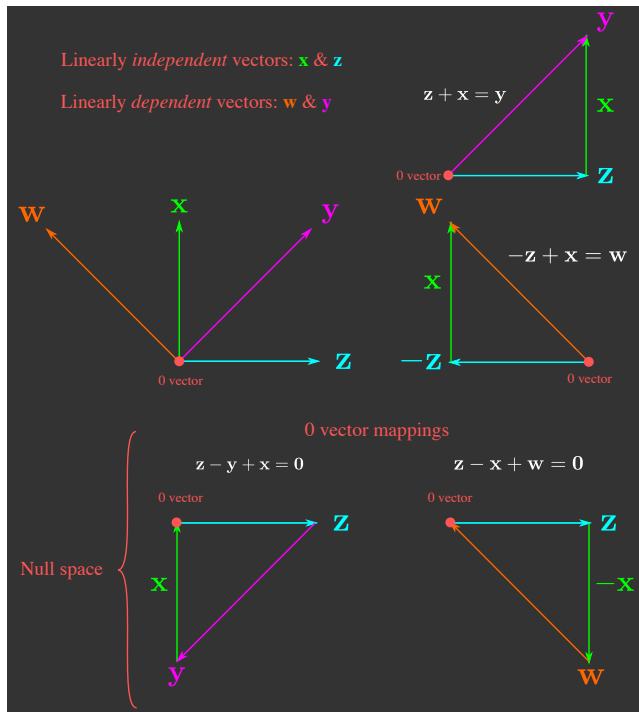 Linearly independent vectors: x & z
Linearly dependent vectors: w & y
y
z + x = y
x
0 vector
z
w
x
y
z
0 vector
w
−z + x = w
x
−z
0 vector
0 vector mappings
z − y + x = 0
z − x + w = 0
0 vector
z
0 vector
z
Null space
x
−x
y
w